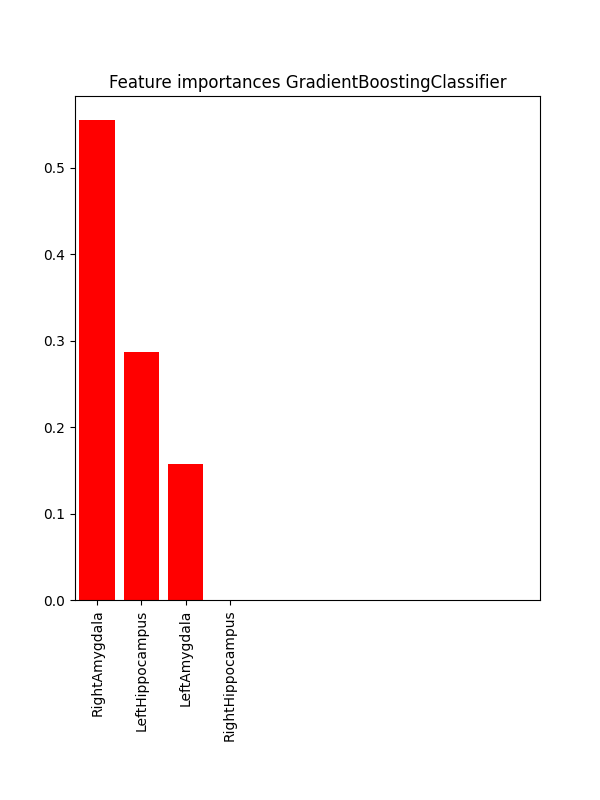 Feature importances GradientBoostingClassifier
0.5
0.4
0.3
0.2
0.1
0.0
RightAmygdala
LeftHippocampus
LeftAmygdala
RightHippocampus